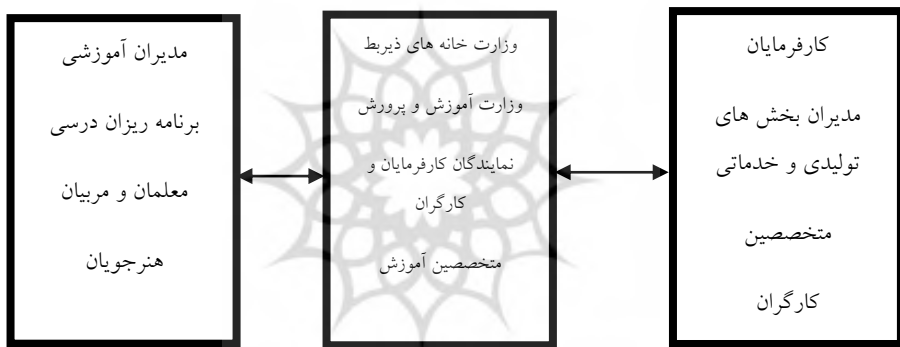 کارفرمایان
مدیران بخش های
تولیدی و خدماتی
متخصصین
کارگران
وزارت خانه های ذیربط
وزارت آموزش و پرورش
نمایندگان کارفرمایان و
کارگران
متخصصین آموزش
مدیران آموزشی
برنامه ریزان درسی
معلمان و مربیان
هنرجویان